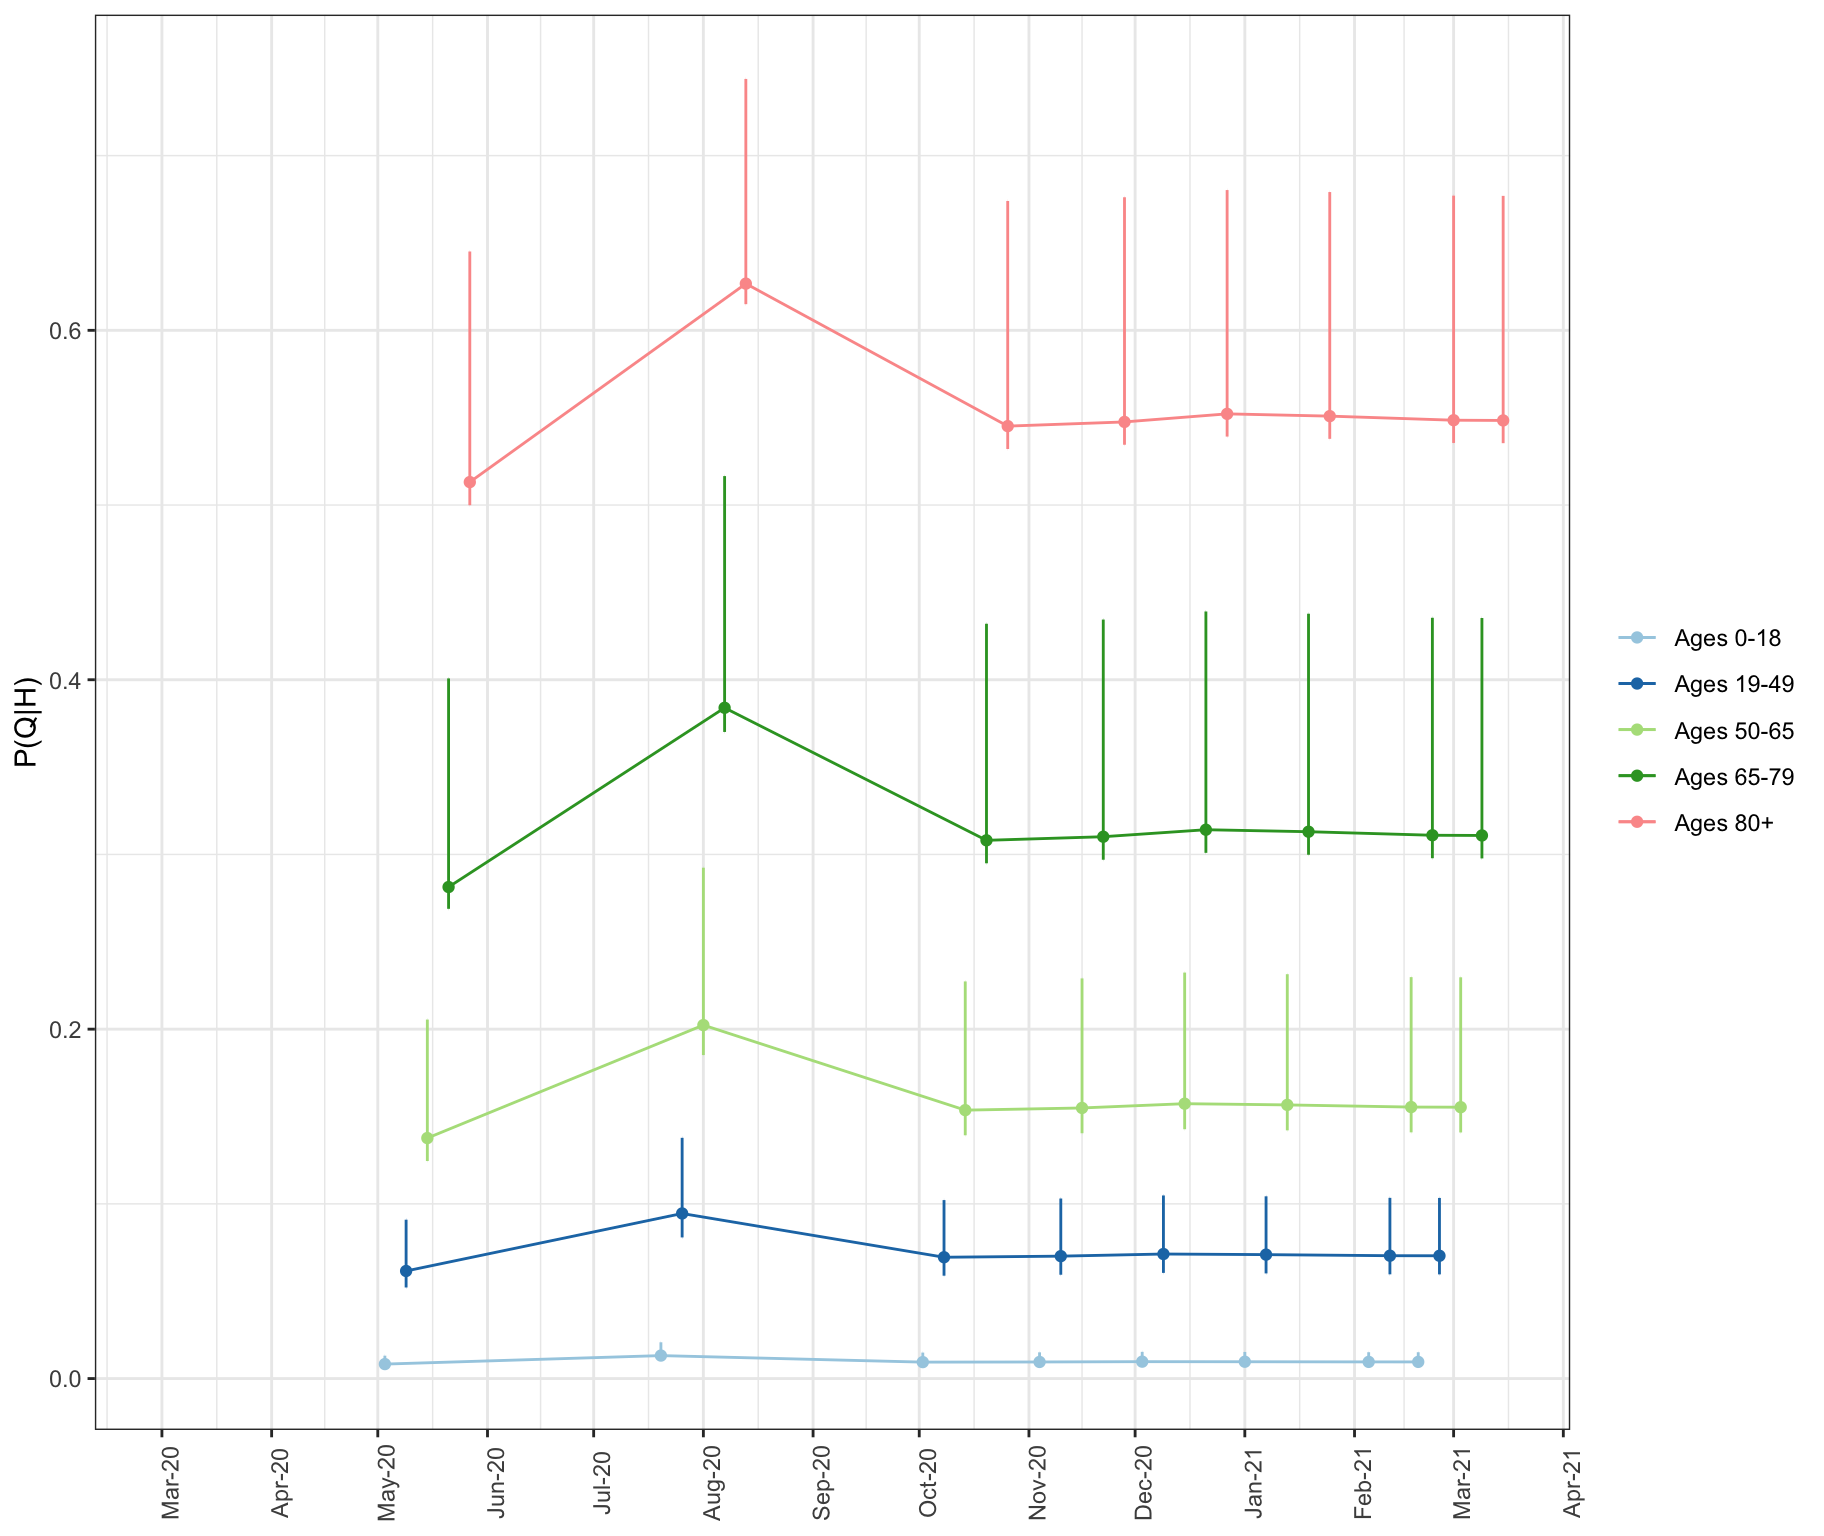 P(Q|H)
0.6
0.4
0.2
0.0
Mar-20
Apr-20
May-20
Jun-20
Jul-20
Aug-20
Sep-20
Oct-20
Nov-20
Dec-20
Jan-21
Feb-21
Mar-21
Apr-21
Ages 0-18
Ages 19-49
Ages 50-65
Ages 65-79
Ages 80+